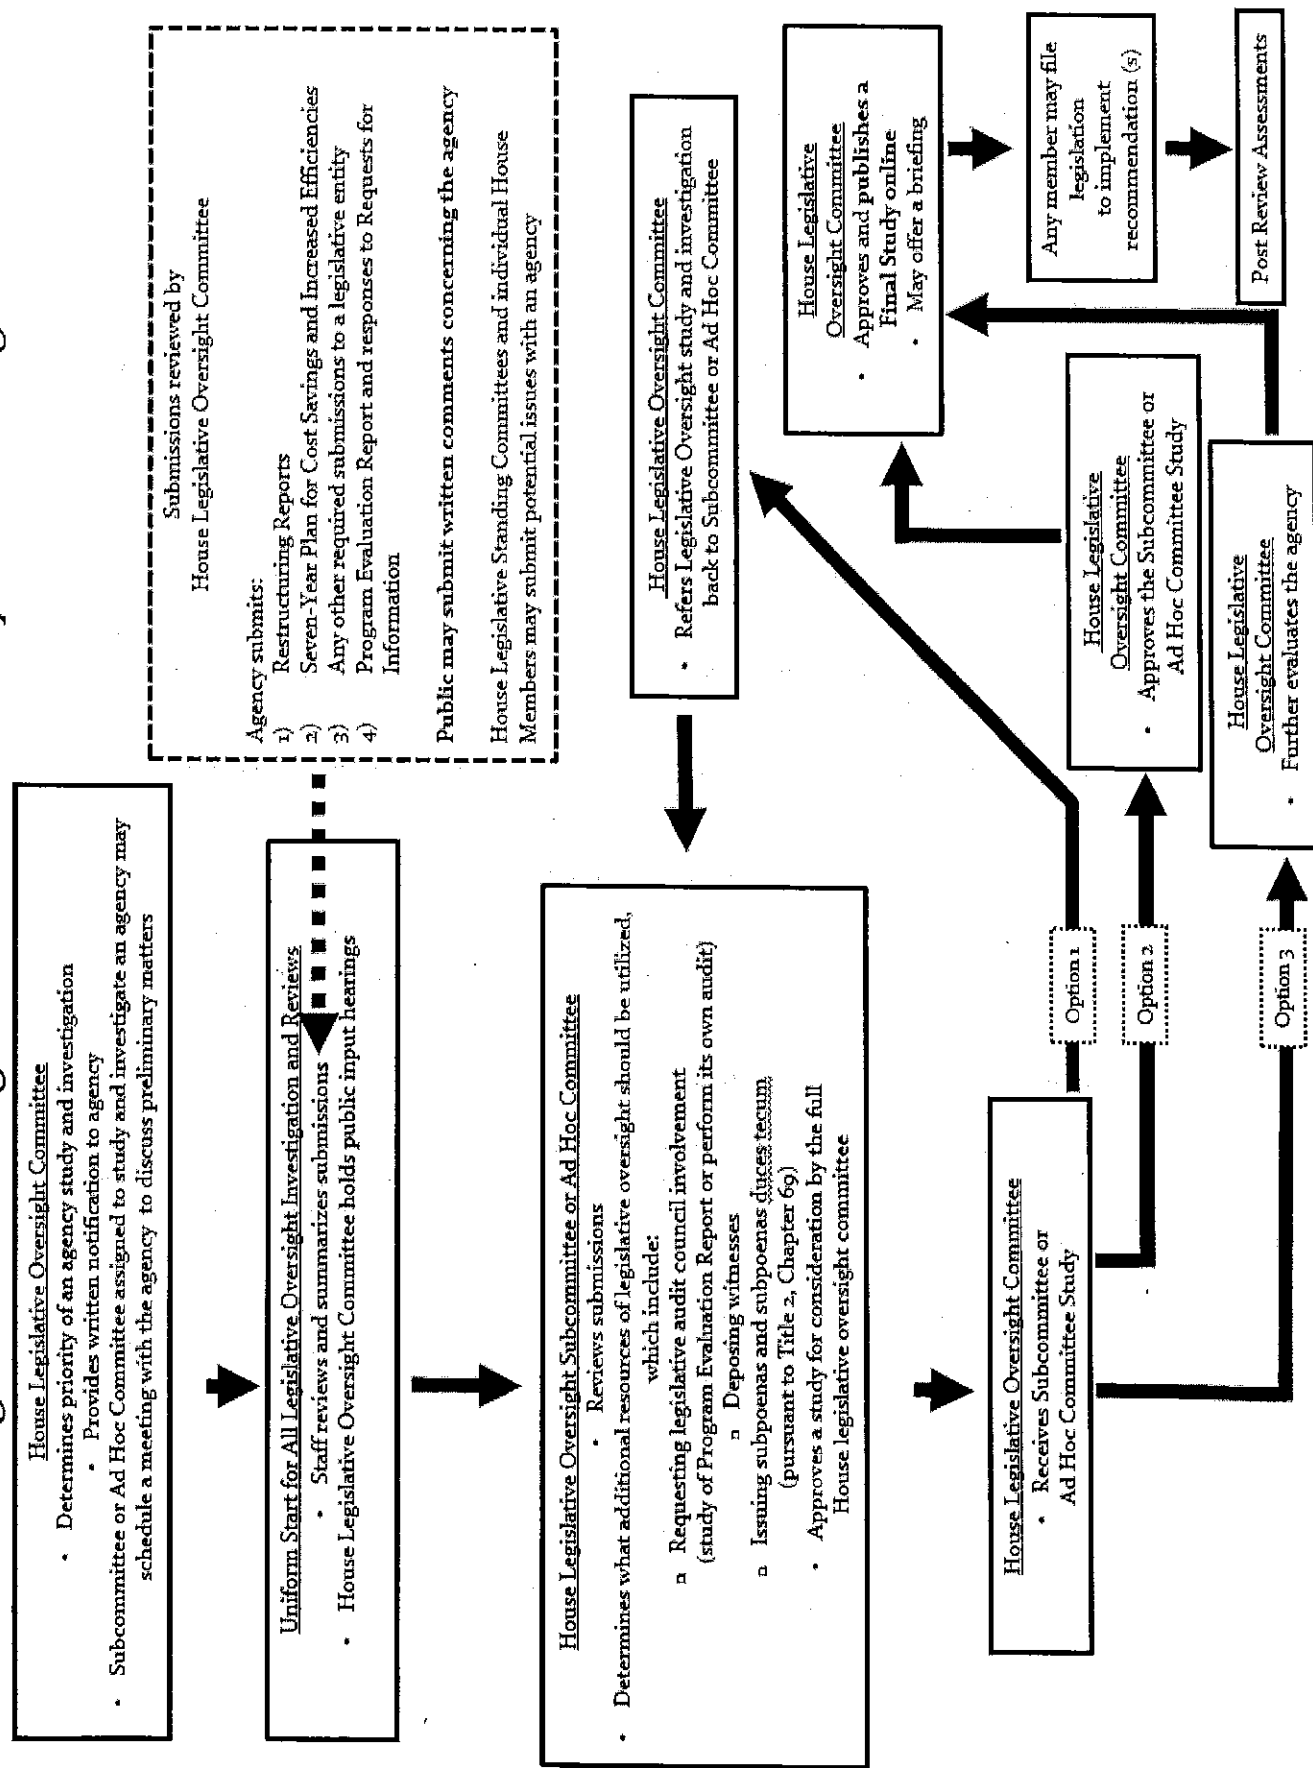 House Legislative Oversight Committee
• Determines priority of an agency study and investigation
• Provides written notification to agency
• Subcommittee or Ad Hoc Committee assigned to study and investigate an agency may
schedule a meeting with the agency to discuss preliminary matters
Submissions reviewed by
House Legislative Oversight Committee
Agency submits:
1) Restructuring Reports
2) Seven-Year Plan for Cost Savings and Increased Efficiencies
3) Any other required submissions to a legislative entity
4) Program Evaluation Report and responses to Requests for
Information
Public may submit written comments concerning the agency
House Legislative Standing Committees and individual House
Members may submit potential issues with an agency
Uniform Start for All Legislative Oversight Investigation and Reviews
• Staff reviews and summarizes submissions
• House Legislative Oversight Committee holds public input hearings
House Legislative Oversight Subcommittee or Ad Hoc Committee
• Reviews submissions
• Determines what additional resources of legislative oversight should be utilized,
which include:
▫ Requesting legislative audit council involvement
(study of Program Evaluation Report or perform its own audit)
▫ Deposing witnesses
▫ Issuing subpoenas and subpoenas duces tecum
(pursuant to Title 2, Chapter 69)
• Approves a study for consideration by the full
House legislative oversight committee
House Legislative Oversight Committee
• Refers Legislative Oversight study and investigation
back to Subcommittee or Ad Hoc Committee
House Legislative Oversight Committee
• Receives Subcommittee or
Ad Hoc Committee Study
Option 1
Option 2
Option 3
House Legislative
Oversight Committee
• Approves the Subcommittee or
Ad Hoc Committee Study
House Legislative
Oversight Committee
• Further evaluates the agency
House Legislative
Oversight Committee
• Approves and publishes a
Final Study online
• May offer a briefing
Any member may file
legislation
to implement
recommendation (s)
Post Review Assessments